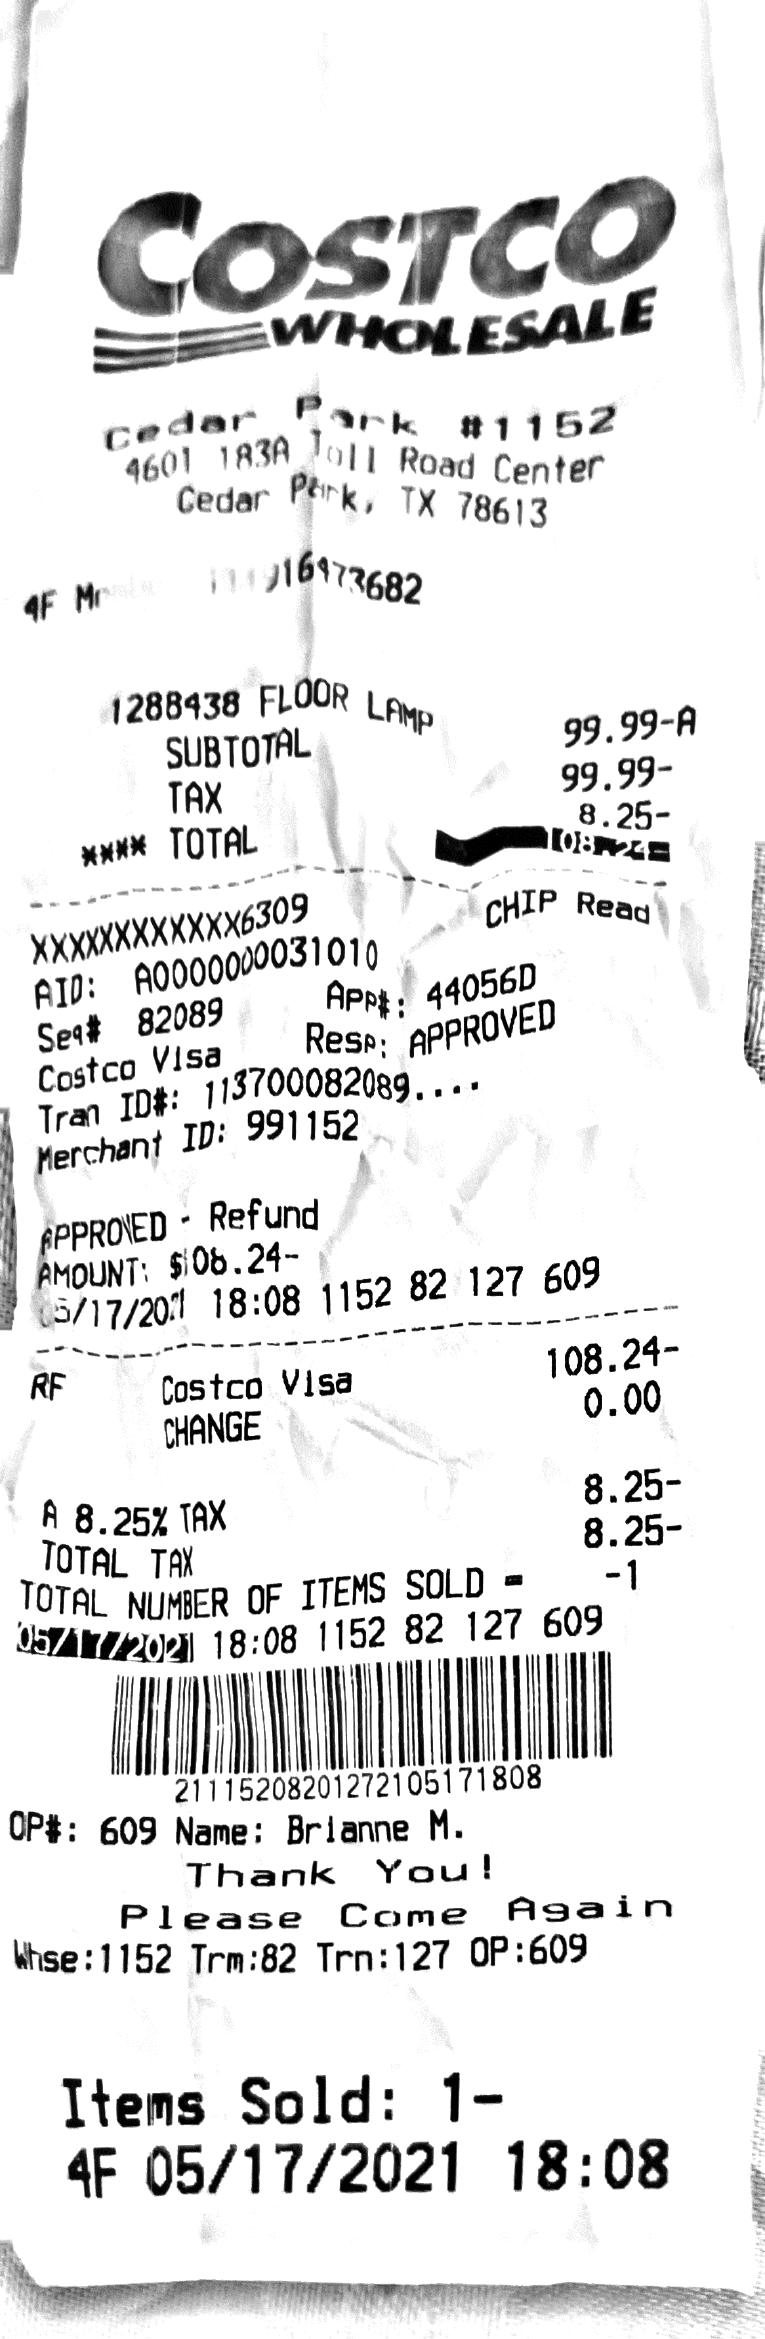 COSTCO
WHOLESALE
Cedar Park #1152
4601 183A Toll Road Center
Cedar Park, TX 78613
4F
1288438 FLOOR LAMP 99.99-A
SUBTOTAL 99.99-
TAX 8.25-
**** TOTAL
XXXXXXXXXXXX6309 CHIP Read
AID: A0000000031010
Seq# 82089 App#: 44056D
Costco Visa Resp: APPROVED
Tran ID#: 113700082089....
Merchant ID: 991152
APPROVED - Refund
AMOUNT: $108.24-
05/17/2021 18:08 1152 82 127 609
RF Costco Visa 108.24-
CHANGE 0.00
A 8.25% TAX 8.25-
TOTAL TAX 8.25-
TOTAL NUMBER OF ITEMS SOLD = -1
05/17/2021 18:08 1152 82 127 609
21115208201272105171808
OP#: 609 Name: Brianne M.
Thank You!
Please Come Again
Whse:1152 Trm:82 Trn:127 OP:609
Items Sold: 1-
4F 05/17/2021 18:08